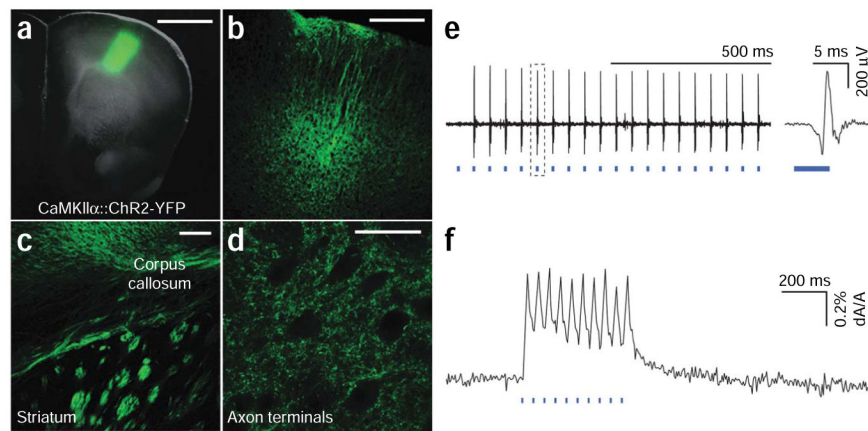 a
b
CaMKIIα::ChR2-YFP
c
Corpus
callosum
Striatum
d
Axon terminals
e
500 ms
5 ms
200 µV
f
200 ms
0.2%
dA/A